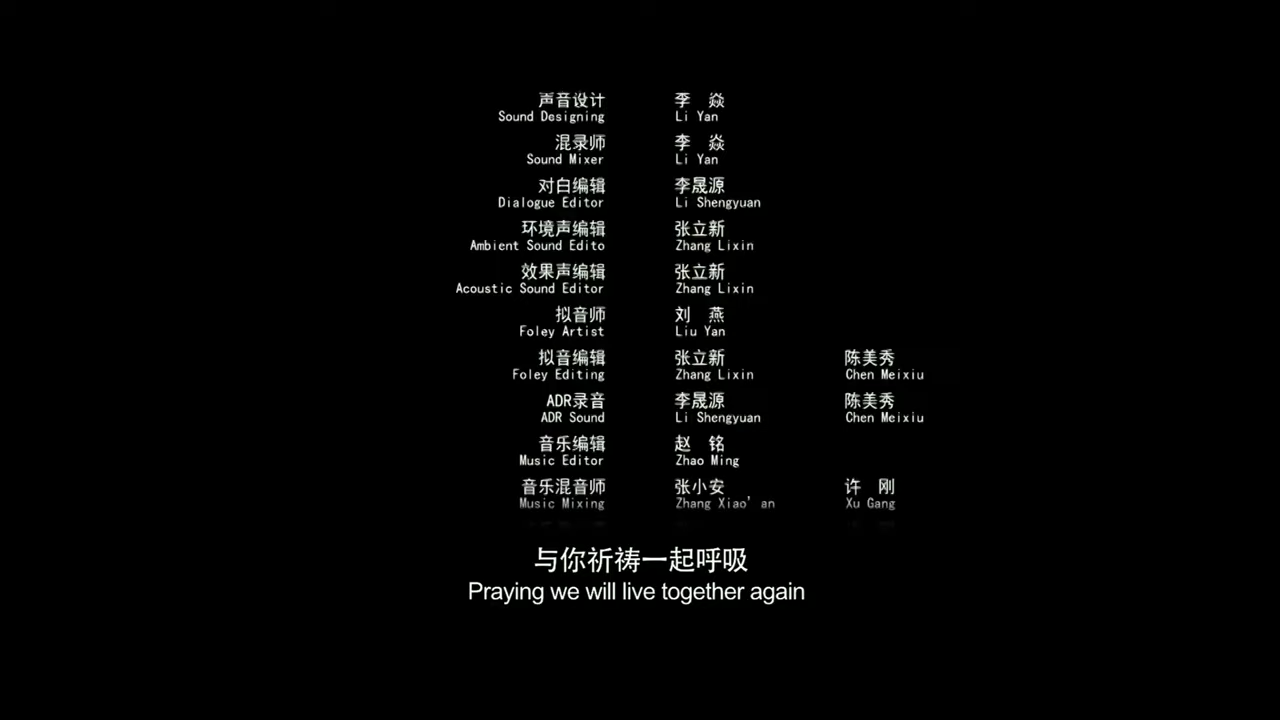 声音设计 李 焱
Sound Designing Li Yan
混录师 李 焱
Sound Mixer Li Yan
对白编辑 李晟源
Dialogue Editor Li Shengyuan
环境声编辑 张立新
Ambient Sound Edito Zhang Lixin
效果声编辑 张立新
Acoustic Sound Editor Zhang Lixin
拟音师 刘 燕
Foley Artist Liu Yan
拟音编辑 张立新 陈美秀
Foley Editing Zhang Lixin Chen Meixiu
ADR录音 李晟源 陈美秀
ADR Sound Li Shengyuan Chen Meixiu
音乐编辑 赵 铭
Music Editor Zhao Ming
音乐混音师 张小安 许 刚
Music Mixing Zhang Xiao'an Xu Gang
与你祈祷一起呼吸
Praying we will live together again